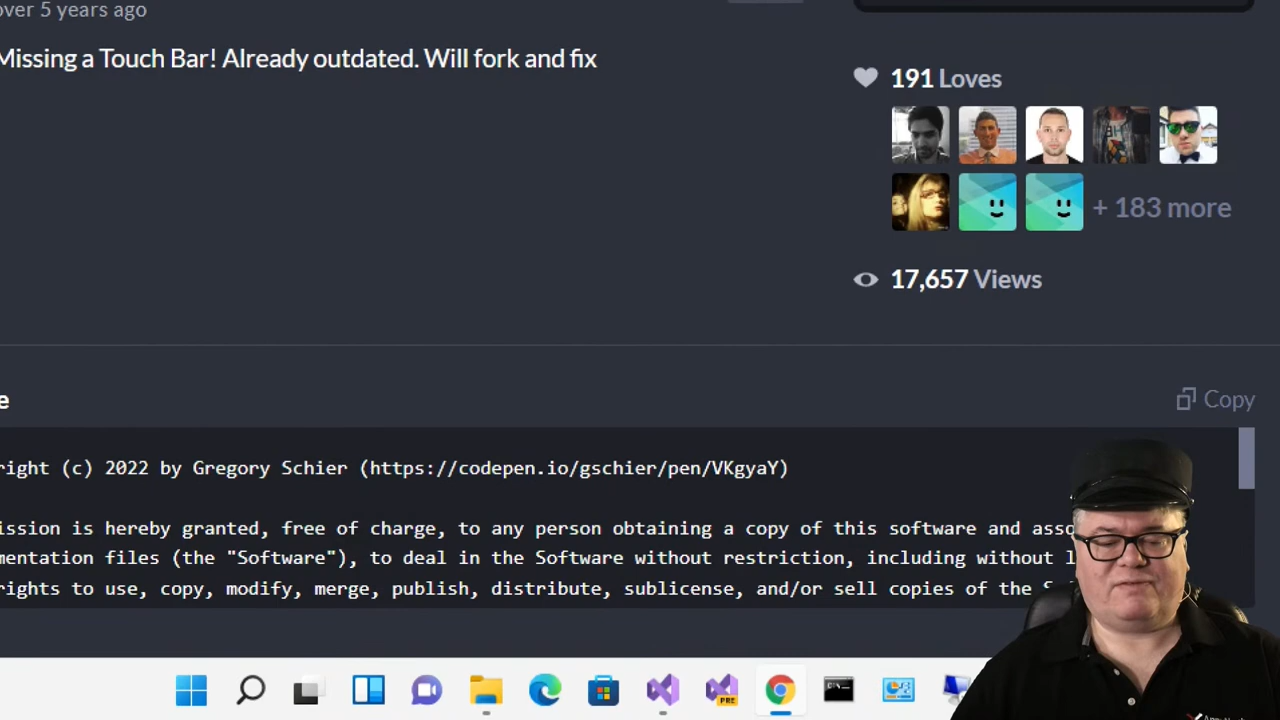 over 5 years ago
Missing a Touch Bar! Already outdated. Will fork and fix
191 Loves
+ 183 more
17,657 Views
Copy
right (c) 2022 by Gregory Schier (https://codepen.io/gschier/pen/VKgyaY)
ission is hereby granted, free of charge, to any person obtaining a copy of this software and asso
mentation files (the "Software"), to deal in the Software without restriction, including without l
rights to use, copy, modify, merge, publish, distribute, sublicense, and/or sell copies of the S
PRE